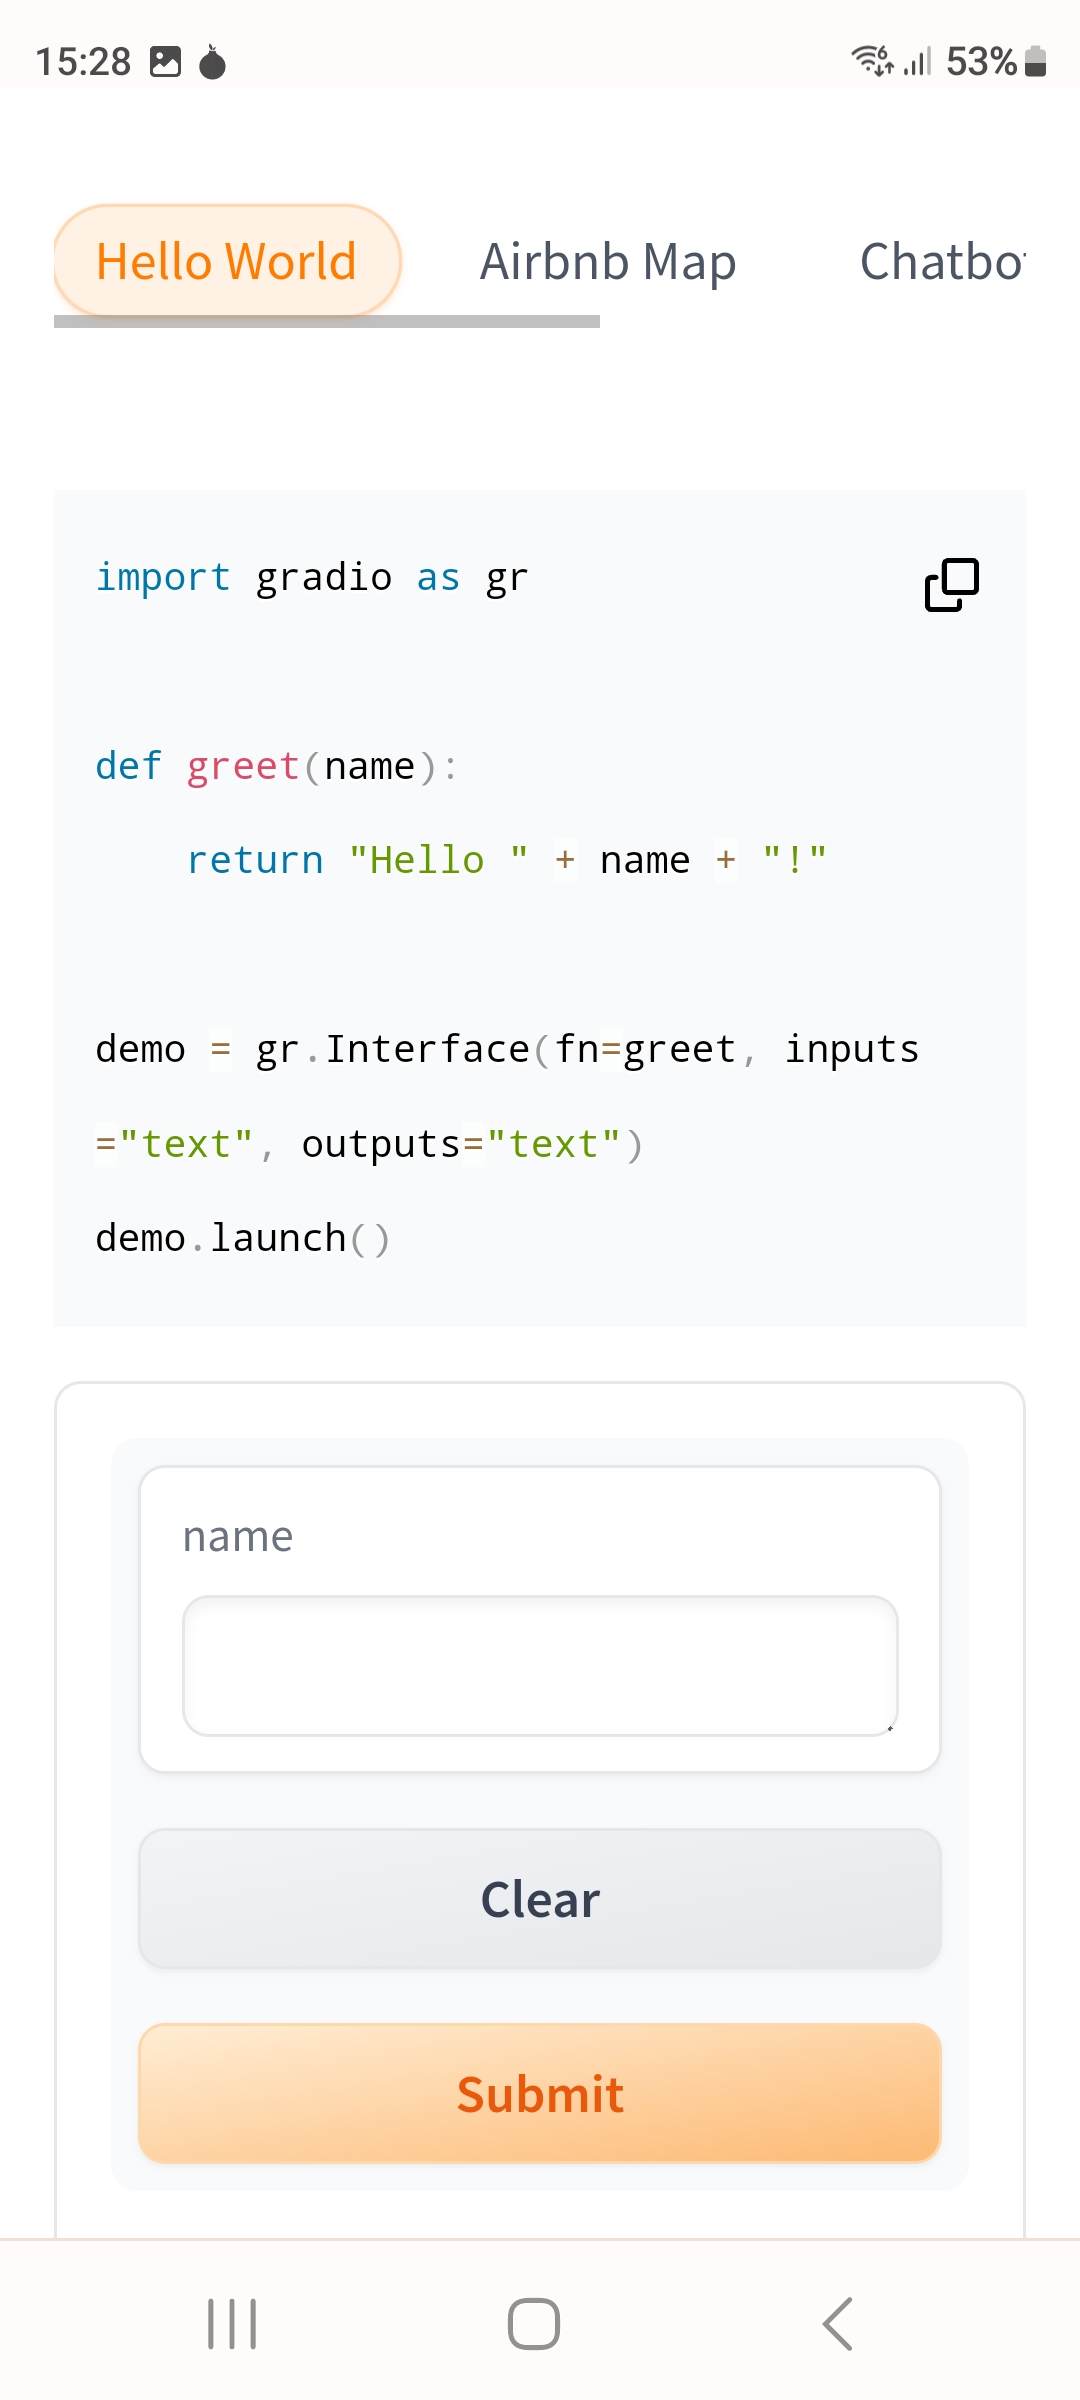 15:28
53%
Hello World Airbnb Map Chatbo
import gradio as gr
def greet(name):
    return "Hello " + name + "!"
demo = gr.Interface(fn=greet, inputs
="text", outputs="text")
demo.launch()
name
Clear
Submit